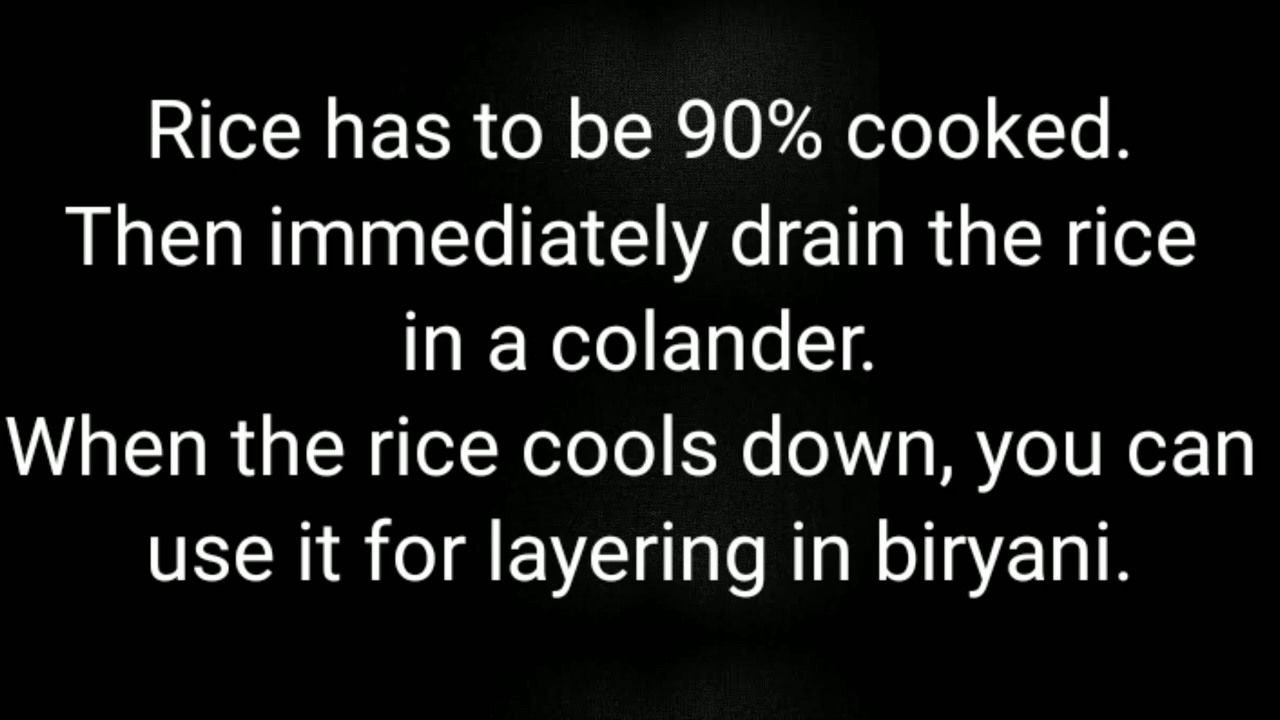 Rice has to be 90% cooked.
Then immediately drain the rice
in a colander.
When the rice cools down, you can
use it for layering in biryani.